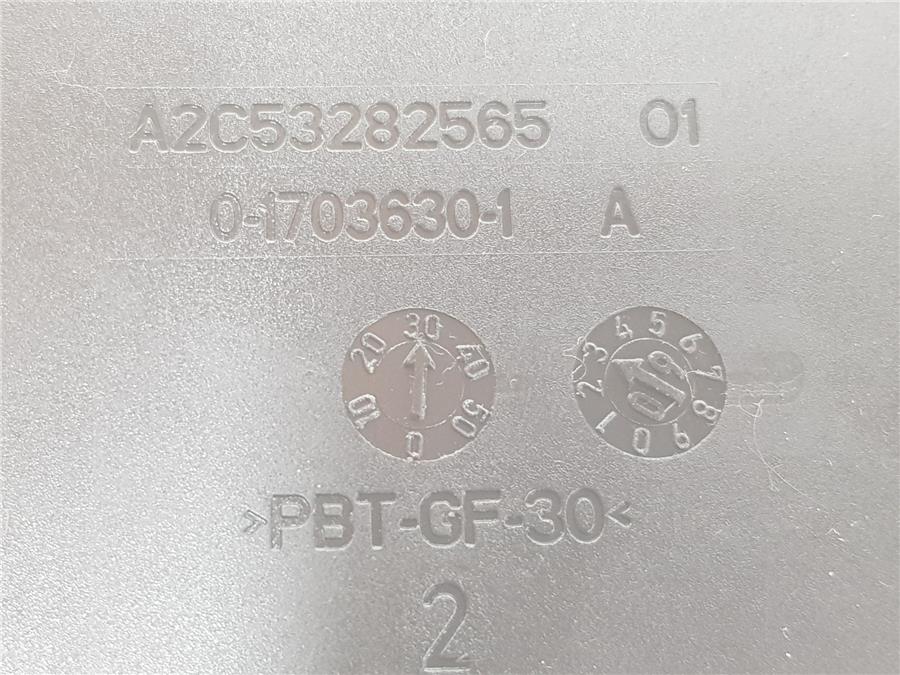 A2C53282565 01
0-1703630-1 A
0 10 20 30 40 50
0 1 2 3 4 5 6 7 8 9
>PBT-GF-30<
2